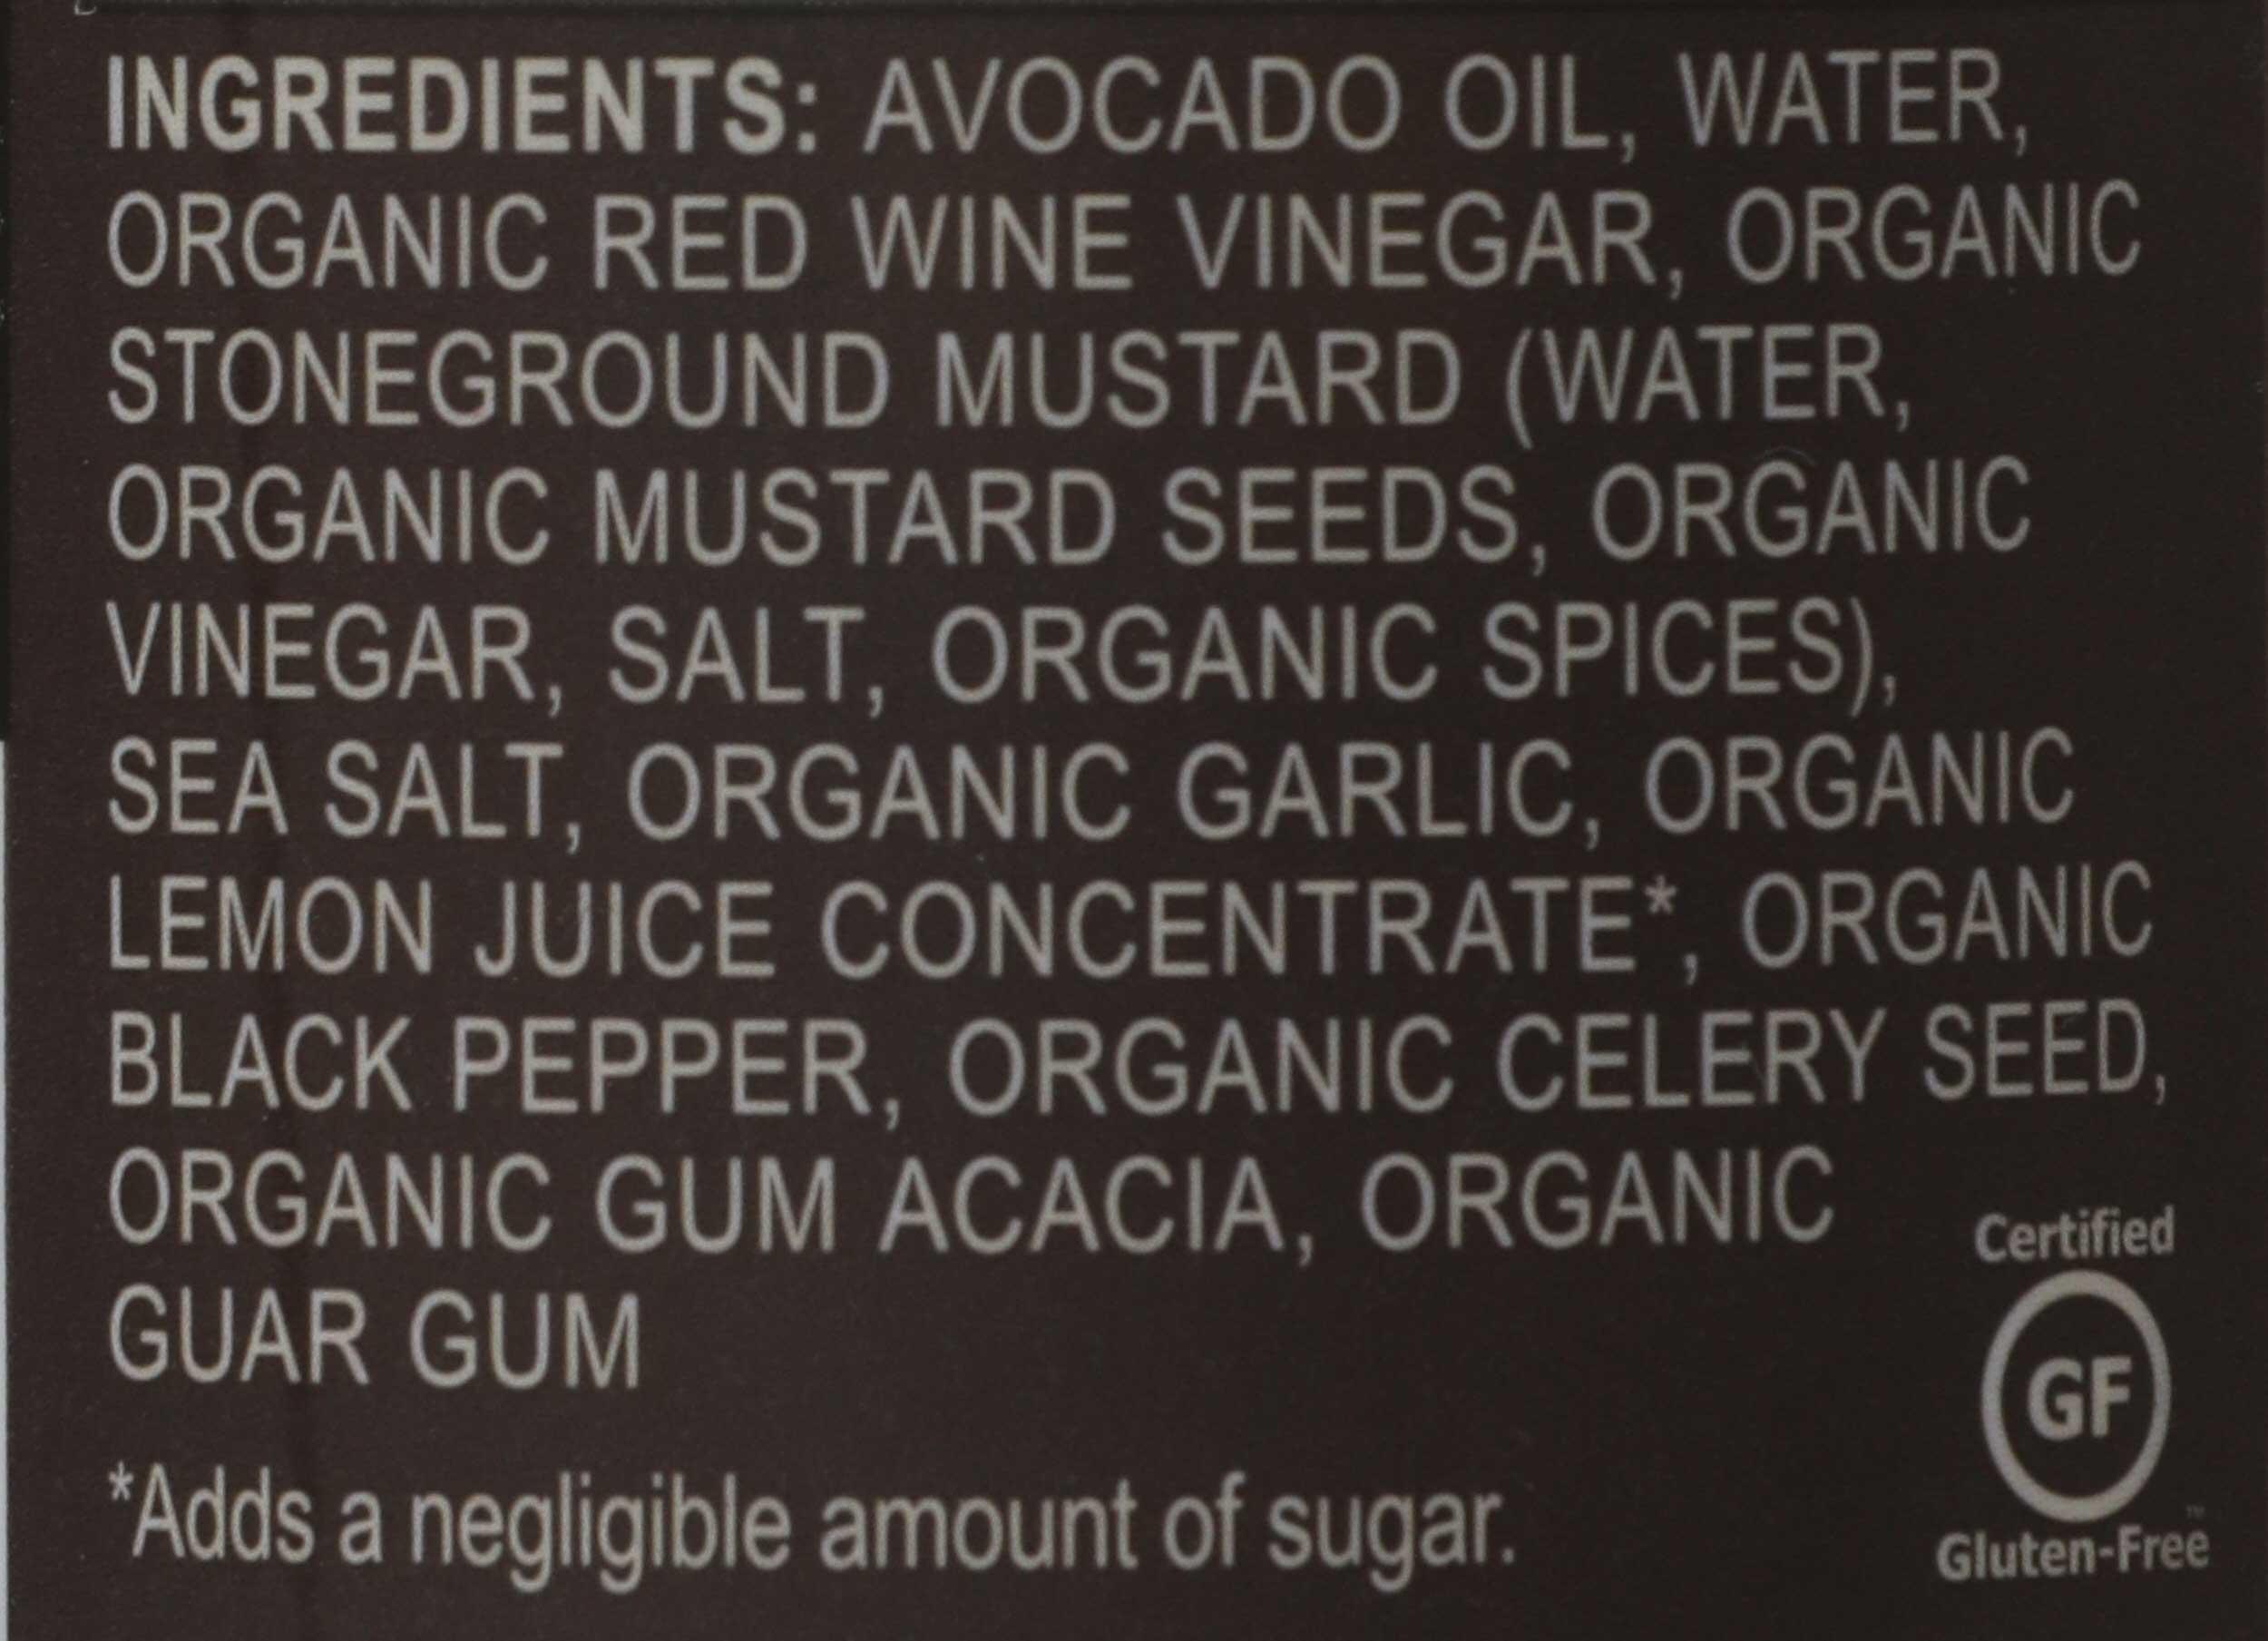 INGREDIENTS: AVOCADO OIL, WATER,
ORGANIC RED WINE VINEGAR, ORGANIC
STONEGROUND MUSTARD (WATER,
ORGANIC MUSTARD SEEDS, ORGANIC
VINEGAR, SALT, ORGANIC SPICES),
SEA SALT, ORGANIC GARLIC, ORGANIC
LEMON JUICE CONCENTRATE*, ORGANIC
BLACK PEPPER, ORGANIC CELERY SEED,
ORGANIC GUM ACACIA, ORGANIC
GUAR GUM
*Adds a negligible amount of sugar.
Certified
GF
Gluten-Free™